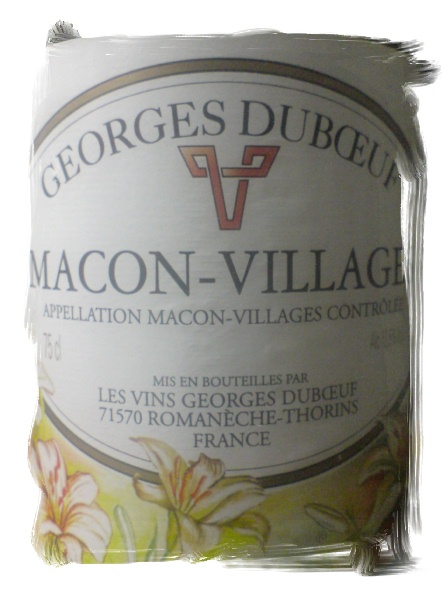 GEORGES DUBŒUF
MACON-VILLAGE
APPELLATION MACON-VILLAGES CONTRÔLÉE
75 cl
MIS EN BOUTEILLES PAR
LES VINS GEORGES DUBŒUF
71570 ROMANÈCHE-THORINS
FRANCE